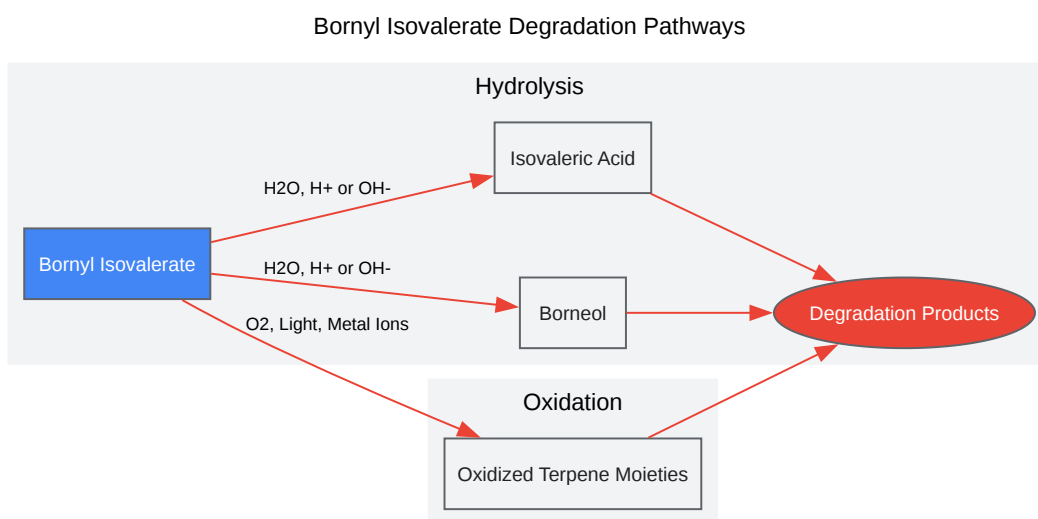 Bornyl Isovalerate Degradation Pathways
Hydrolysis
Isovaleric Acid
H2O, H+ or OH-
Bornyl Isovalerate
H2O, H+ or OH-
Borneol
Degradation Products
O2, Light, Metal Ions
Oxidation
Oxidized Terpene Moieties